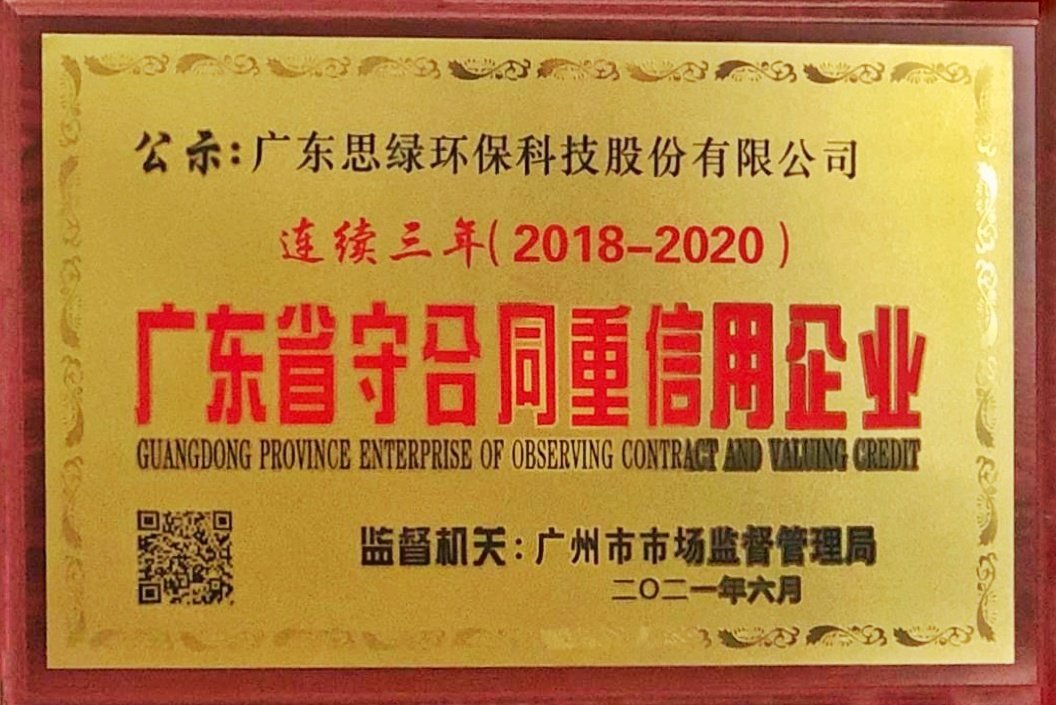 公示:广东思绿环保科技股份有限公司
连续三年(2018-2020)
广东省守合同重信用企业
GUANGDONG PROVINCE ENTERPRISE OF OBSERVING CONTRACT AND VALUING CREDIT
监督机关:广州市市场监督管理局
二〇二一年六月